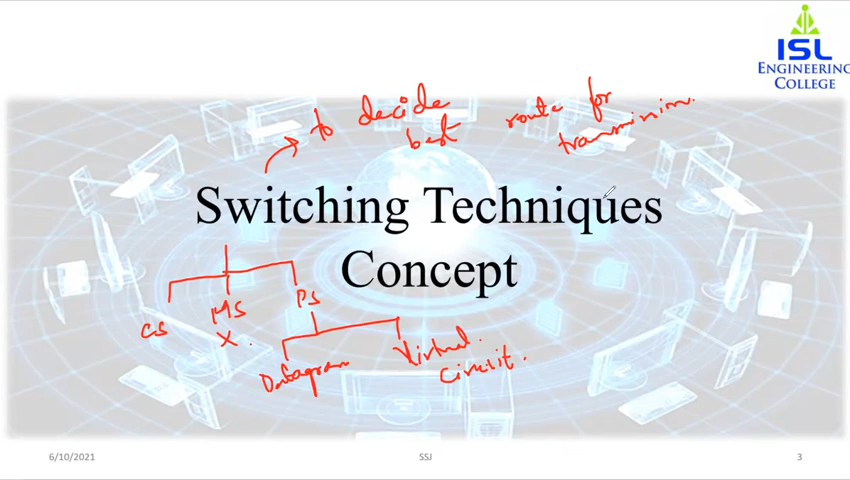 ISL
ENGINEERING
COLLEGE
to decide best route for transmission.
Switching Techniques
Concept
CS MS PS
X
Datagram Virtual Circuit.
6/10/2021 SSJ 3